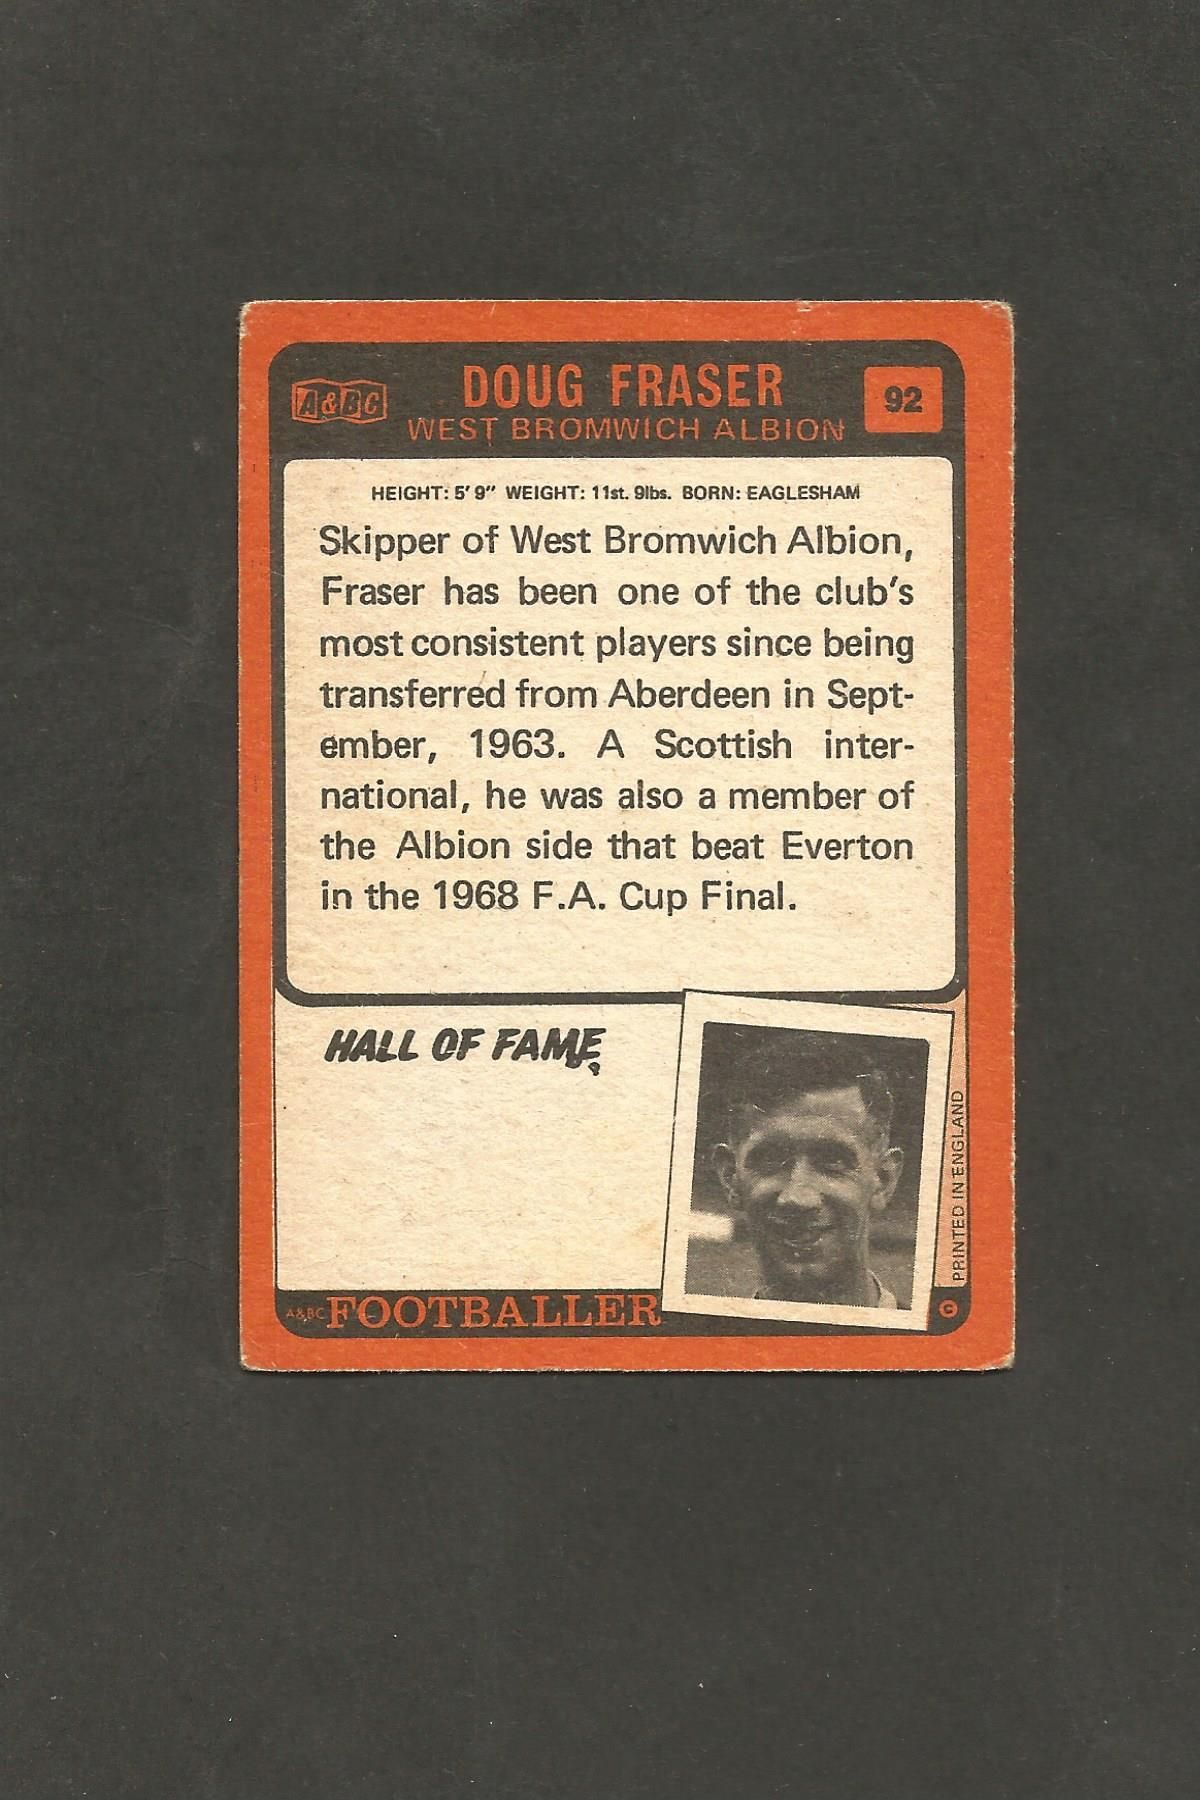 A&BC
DOUG FRASER
92
WEST BROMWICH ALBION
HEIGHT: 5' 9" WEIGHT: 11st. 9lbs. BORN: EAGLESHAM
Skipper of West Bromwich Albion,
Fraser has been one of the club's
most consistent players since being
transferred from Aberdeen in Sept-
ember, 1963. A Scottish inter-
national, he was also a member of
the Albion side that beat Everton
in the 1968 F.A. Cup Final.
HALL OF FAME
PRINTED IN ENGLAND
A&BC FOOTBALLER ©